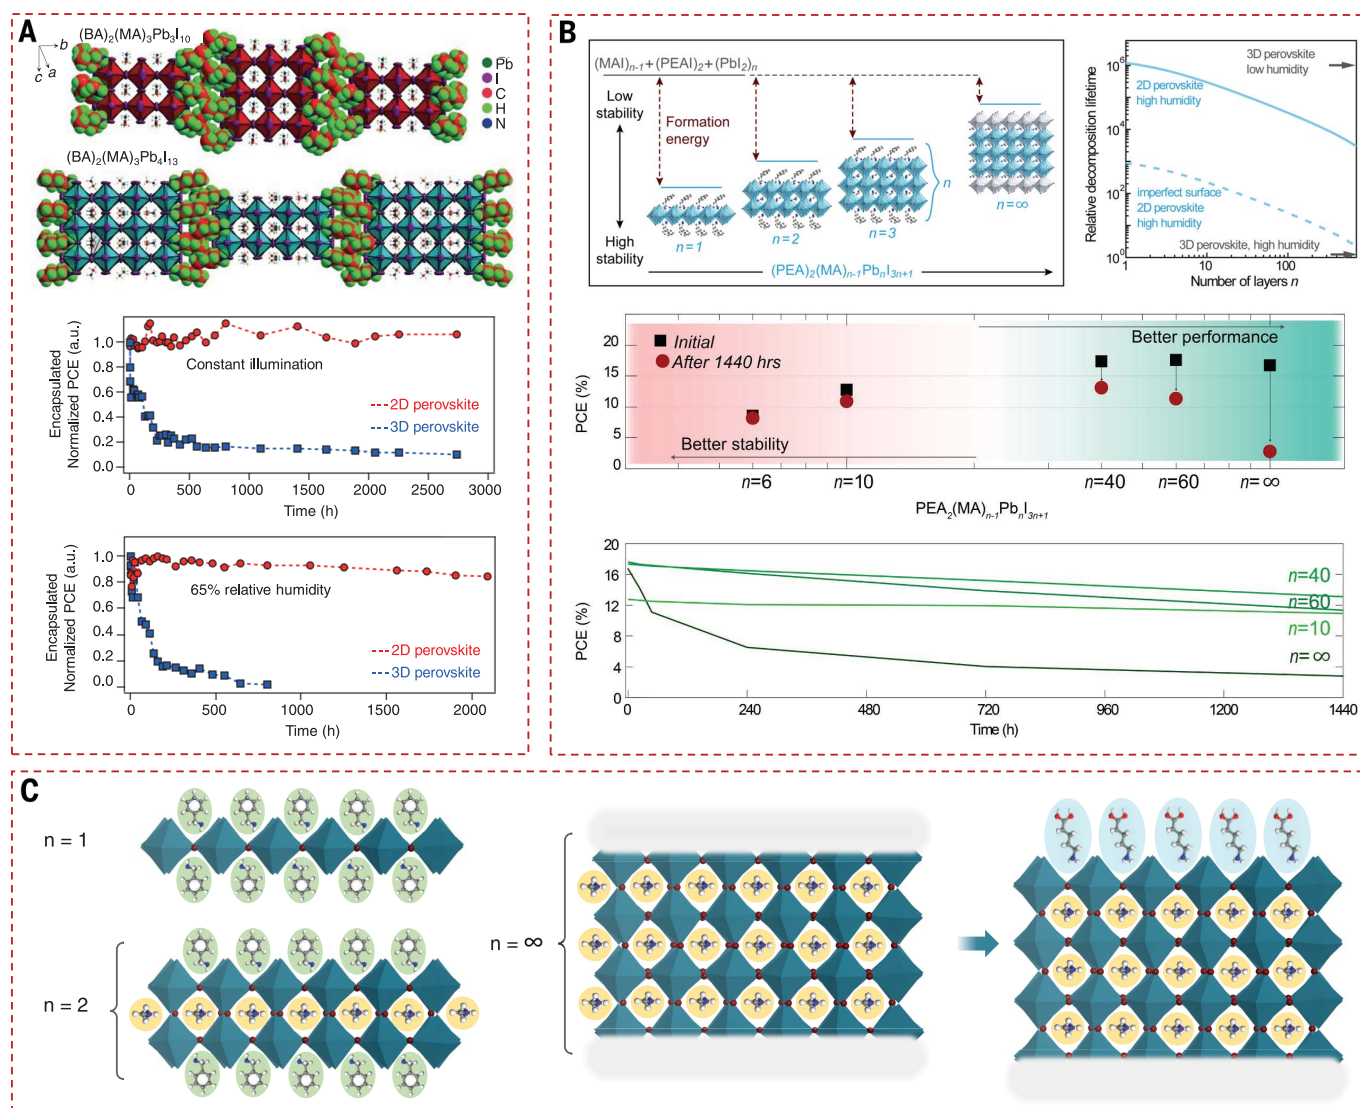 A
(BA)2(MA)3Pb3I10
b
a
c
Pb
I
C
H
N
(BA)2(MA)3Pb4I13
Encapsulated
Normalized PCE (a.u.)
1.0
0.8
0.6
0.4
0.2
0.0
Constant illumination
2D perovskite
3D perovskite
0 500 1000 1500 2000 2500 3000
Time (h)
Encapsulated
Normalized PCE (a.u.)
1.0
0.8
0.6
0.4
0.2
0.0
65% relative humidity
2D perovskite
3D perovskite
0 500 1000 1500 2000
Time (h)
B
(MAI)n-1+(PEAI)2+(PbI2)n
Low
stability
Formation
energy
High
stability
n=1
n=2
n=3
n
n=∞
(PEA)2(MA)n-1PbnI3n+1
Relative decomposition lifetime
10^6
10^4
10^2
10^0
3D perovskite
low humidity
2D perovskite
high humidity
imperfect surface
2D perovskite
high humidity
3D perovskite, high humidity
1 10 100
Number of layers n
PCE (%)
20
15
10
5
0
Initial
After 1440 hrs
Better performance
Better stability
n=6 n=10 n=40 n=60 n=∞
PEA2(MA)n-1PbnI3n+1
PCE (%)
20
16
12
8
4
0
n=40
n=60
n=10
n=∞
0 240 480 720 960 1200 1440
Time (h)
C
n = 1
n = 2
n = ∞